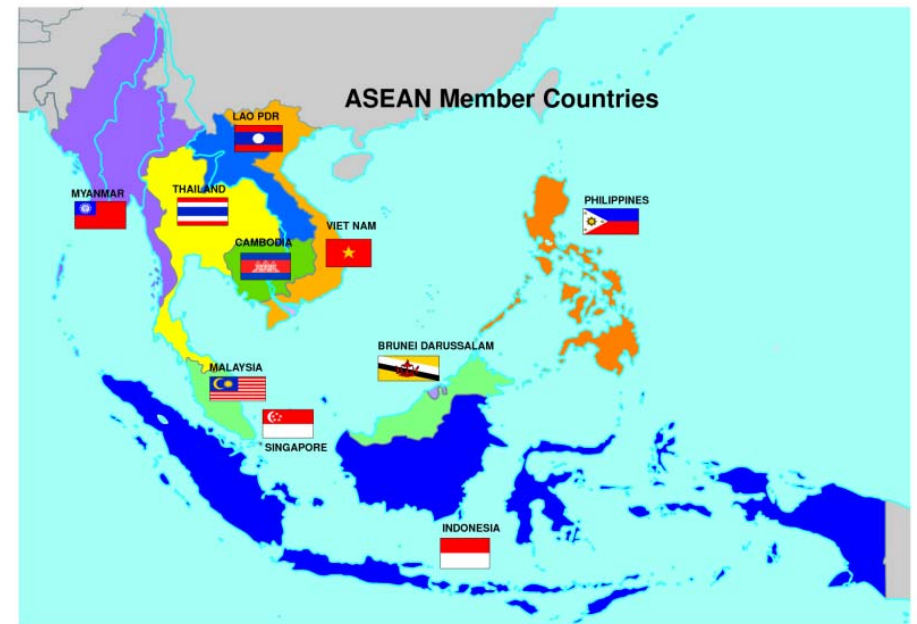 ASEAN Member Countries
LAO PDR
MYANMAR
THAILAND
PHILIPPINES
VIET NAM
CAMBODIA
BRUNEI DARUSSALAM
MALAYSIA
SINGAPORE
INDONESIA